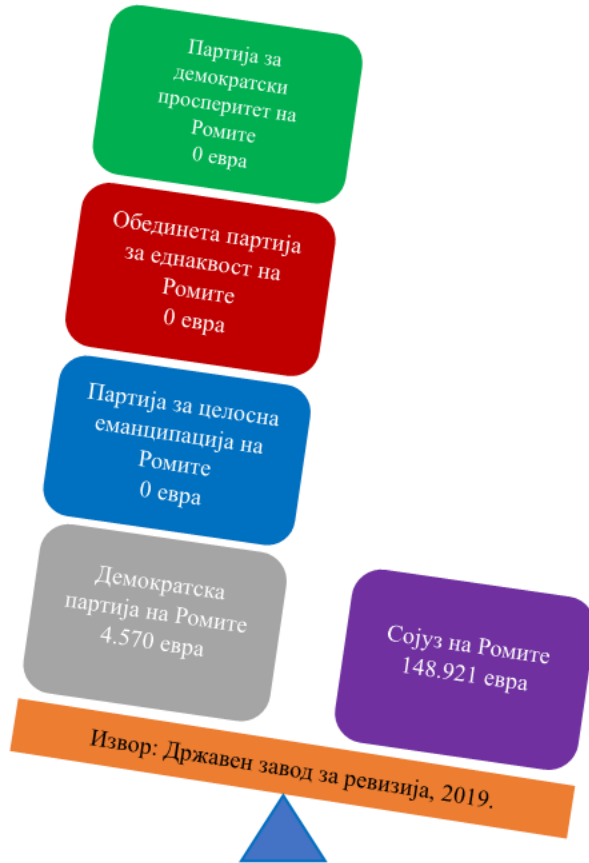 Партија за
демократски
просперитет на
Ромите
0 евра
Обединета партија
за еднаквост на
Ромите
0 евра
Партија за целосна
еманципација на
Ромите
0 евра
Демократска
партија на Ромите
4.570 евра
Сојуз на Ромите
148.921 евра
Извор: Државен завод за ревизија, 2019.